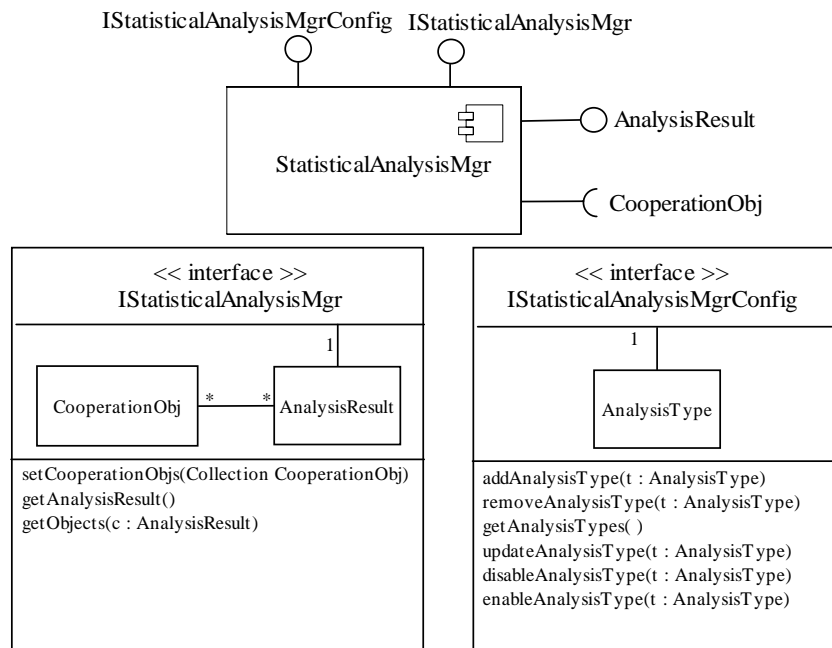 IStatisticalAnalysisMgrConfig
IStatisticalAnalysisMgr
AnalysisResult
StatisticalAnalysisMgr
CooperationObj
<< interface >>
IStatisticalAnalysisMgr
1
CooperationObj
*
*
AnalysisResult
setCooperationObjs(Collection CooperationObj)
getAnalysisResult()
getObjects(c : AnalysisResult)
<< interface >>
IStatisticalAnalysisMgrConfig
1
AnalysisType
addAnalysisType(t : AnalysisType)
removeAnalysisType(t : AnalysisType)
getAnalysisTypes( )
updateAnalysisType(t : AnalysisType)
disableAnalysisType(t : AnalysisType)
enableAnalysisType(t : AnalysisType)